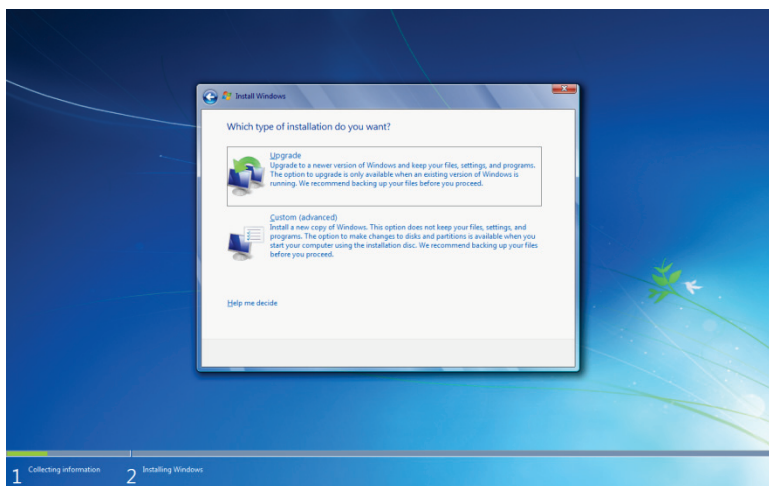 Install Windows
Which type of installation do you want?
Upgrade
Upgrade to a newer version of Windows and keep your files, settings, and programs.
The option to upgrade is only available when an existing version of Windows is
running. We recommend backing up your files before you proceed.
Custom (advanced)
Install a new copy of Windows. This option does not keep your files, settings, and
programs. The option to make changes to disks and partitions is available when you
start your computer using the installation disc. We recommend backing up your files
before you proceed.
Help me decide
1 Collecting information
2 Installing Windows